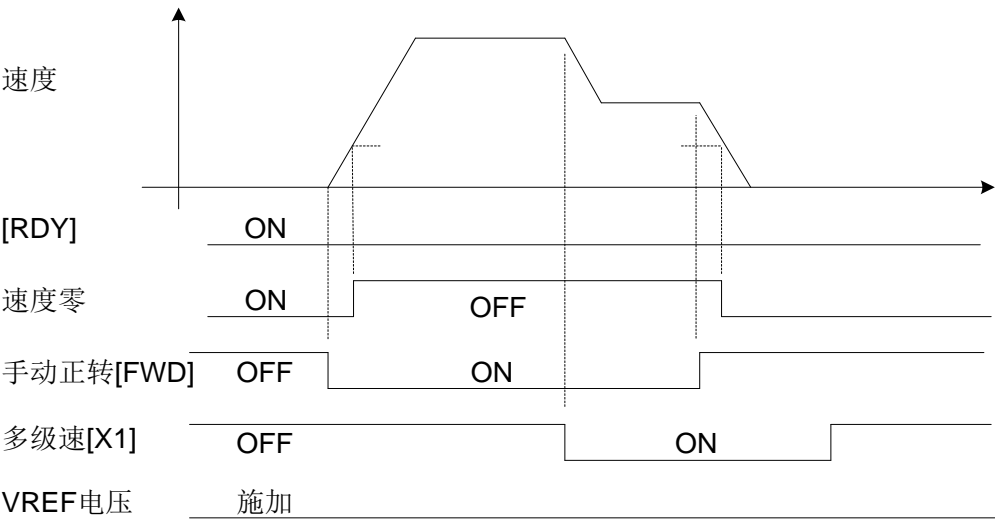 速度
[RDY] ON
速度零 ON OFF
手动正转[FWD] OFF ON
多级速[X1] OFF ON
VREF电压 施加